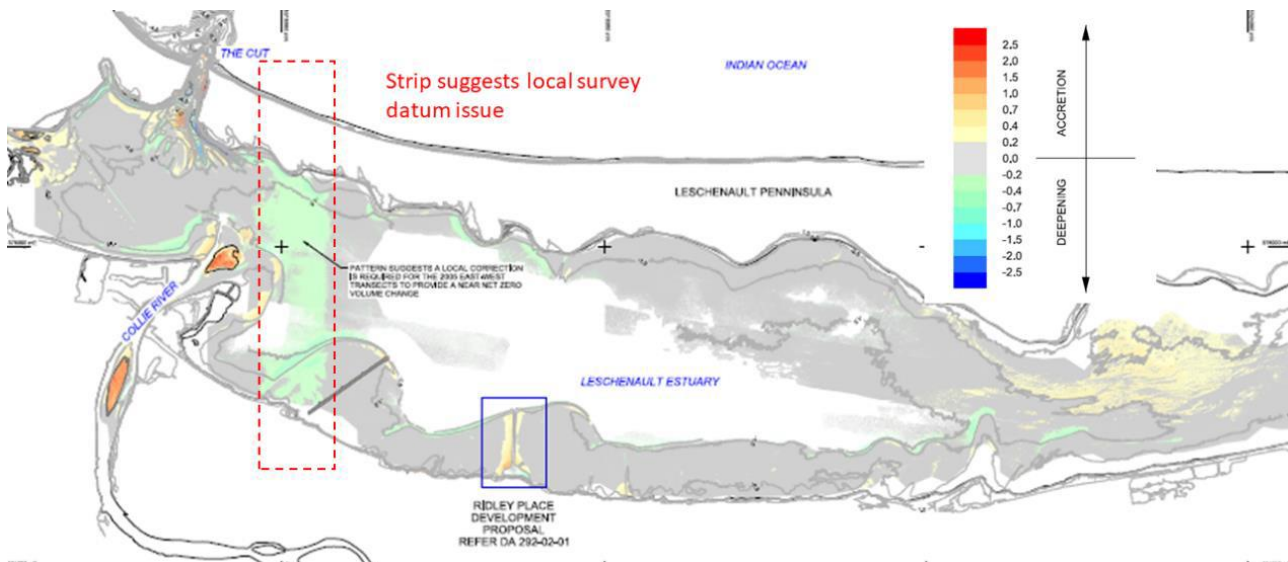 THE CUT
Strip suggests local survey
datum issue
INDIAN OCEAN
2.5
2.0
1.0
0.7
0.4
0.2
0.0
-0.2
-0.4
-0.7
-1.0
-1.5
-2.0
-2.5
ACCRETION
DEEPENING
LESCHENAULT PENNINSULA
PATTERN SUGGESTS A LOCAL CORRECTION
IS REQUIRED FOR THE 2005 EAST-WEST
TRANSECTS TO PROVIDE A NEAR NET ZERO
VOLUME CHANGE
COLLIE RIVER
LESCHENAULT ESTUARY
RIDLEY PLACE
DEVELOPMENT
PROPOSAL
REFER DA 292-02-01